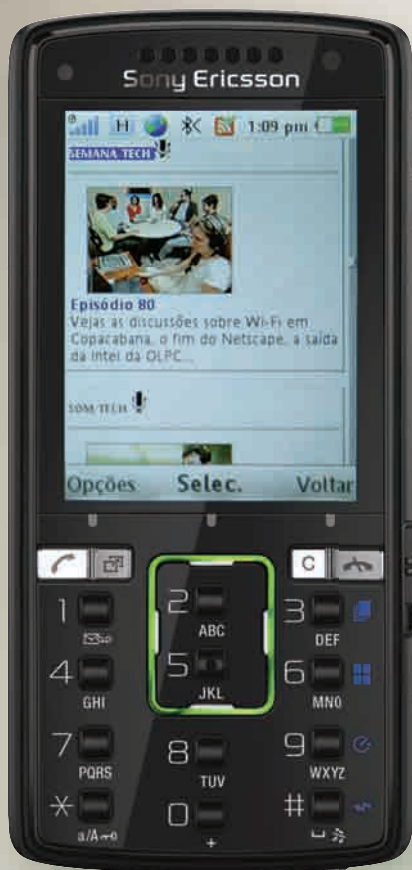 Sony Ericsson
H 1:09 pm
SEMANA TECH
Episódio 80
Vejas as discussões sobre Wi-Fi em
Copacabana, o fim do Netscape, a saída
da Intel da OLPC...
SOM TECH
Opções Selec. Voltar
C
1 2 ABC 3 DEF
4 GHI 5 JKL 6 MNO
7 PQRS 8 TUV 9 WXYZ
* a/A 0 + #